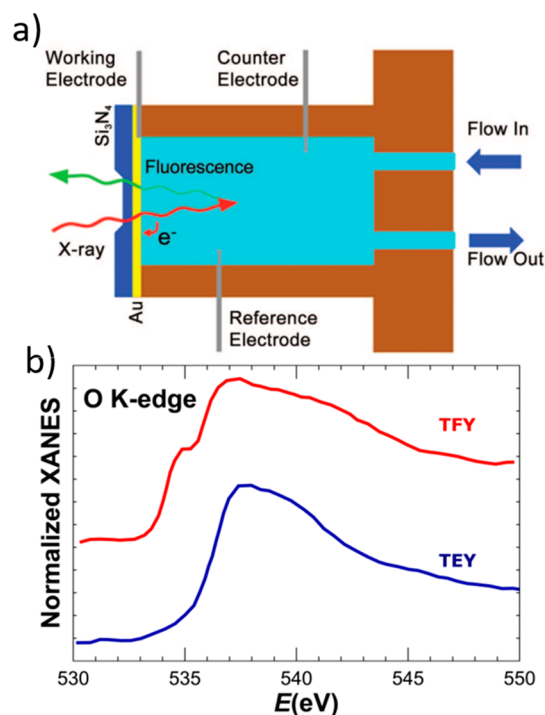 a)
Working
Electrode
Counter
Electrode
Si₃N₄
Flow In
Fluorescence
X-ray
e⁻
Flow Out
Au
Reference
Electrode
b)
O K-edge
TFY
TEY
Normalized XANES
530
535
540
545
550
E(eV)